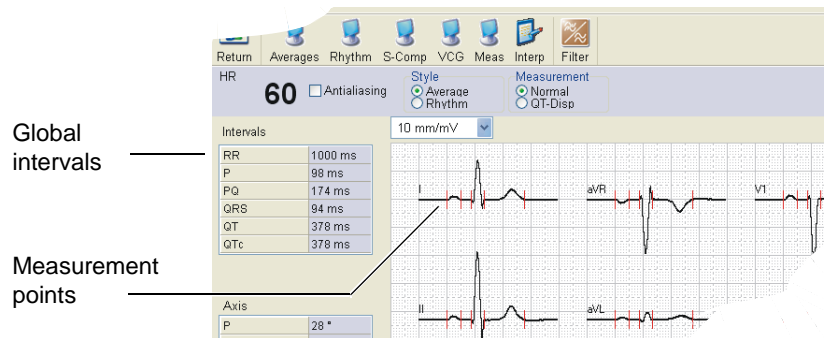 Return Averages Rhythm S-Comp VCG Meas Interp Filter
HR
60
Antialiasing
Style
Average
Rhythm
Measurement
Normal
QT-Disp
Global
intervals
Intervals
10 mm/mV
RR 1000 ms
P 98 ms
PQ 174 ms
QRS 94 ms
QT 378 ms
QTc 378 ms
I
aVR
V1
Measurement
points
Axis
P 28 °
II
aVL